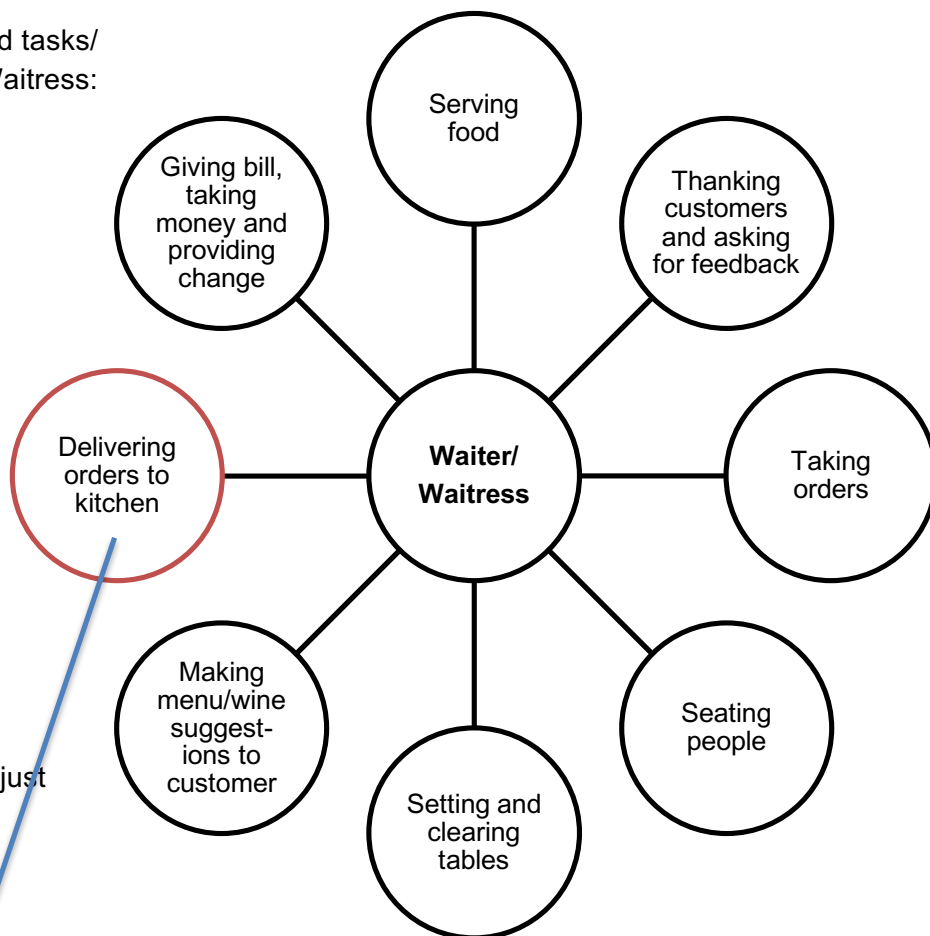 d tasks/
/aitress:
Serving
food
Giving bill,
taking
money and
providing
change
Thanking
customers
and asking
for feedback
Delivering
orders to
kitchen
Waiter/
Waitress
Taking
orders
Making
menu/wine
suggest-
ions to
customer
Seating
people
just
Setting and
clearing
tables